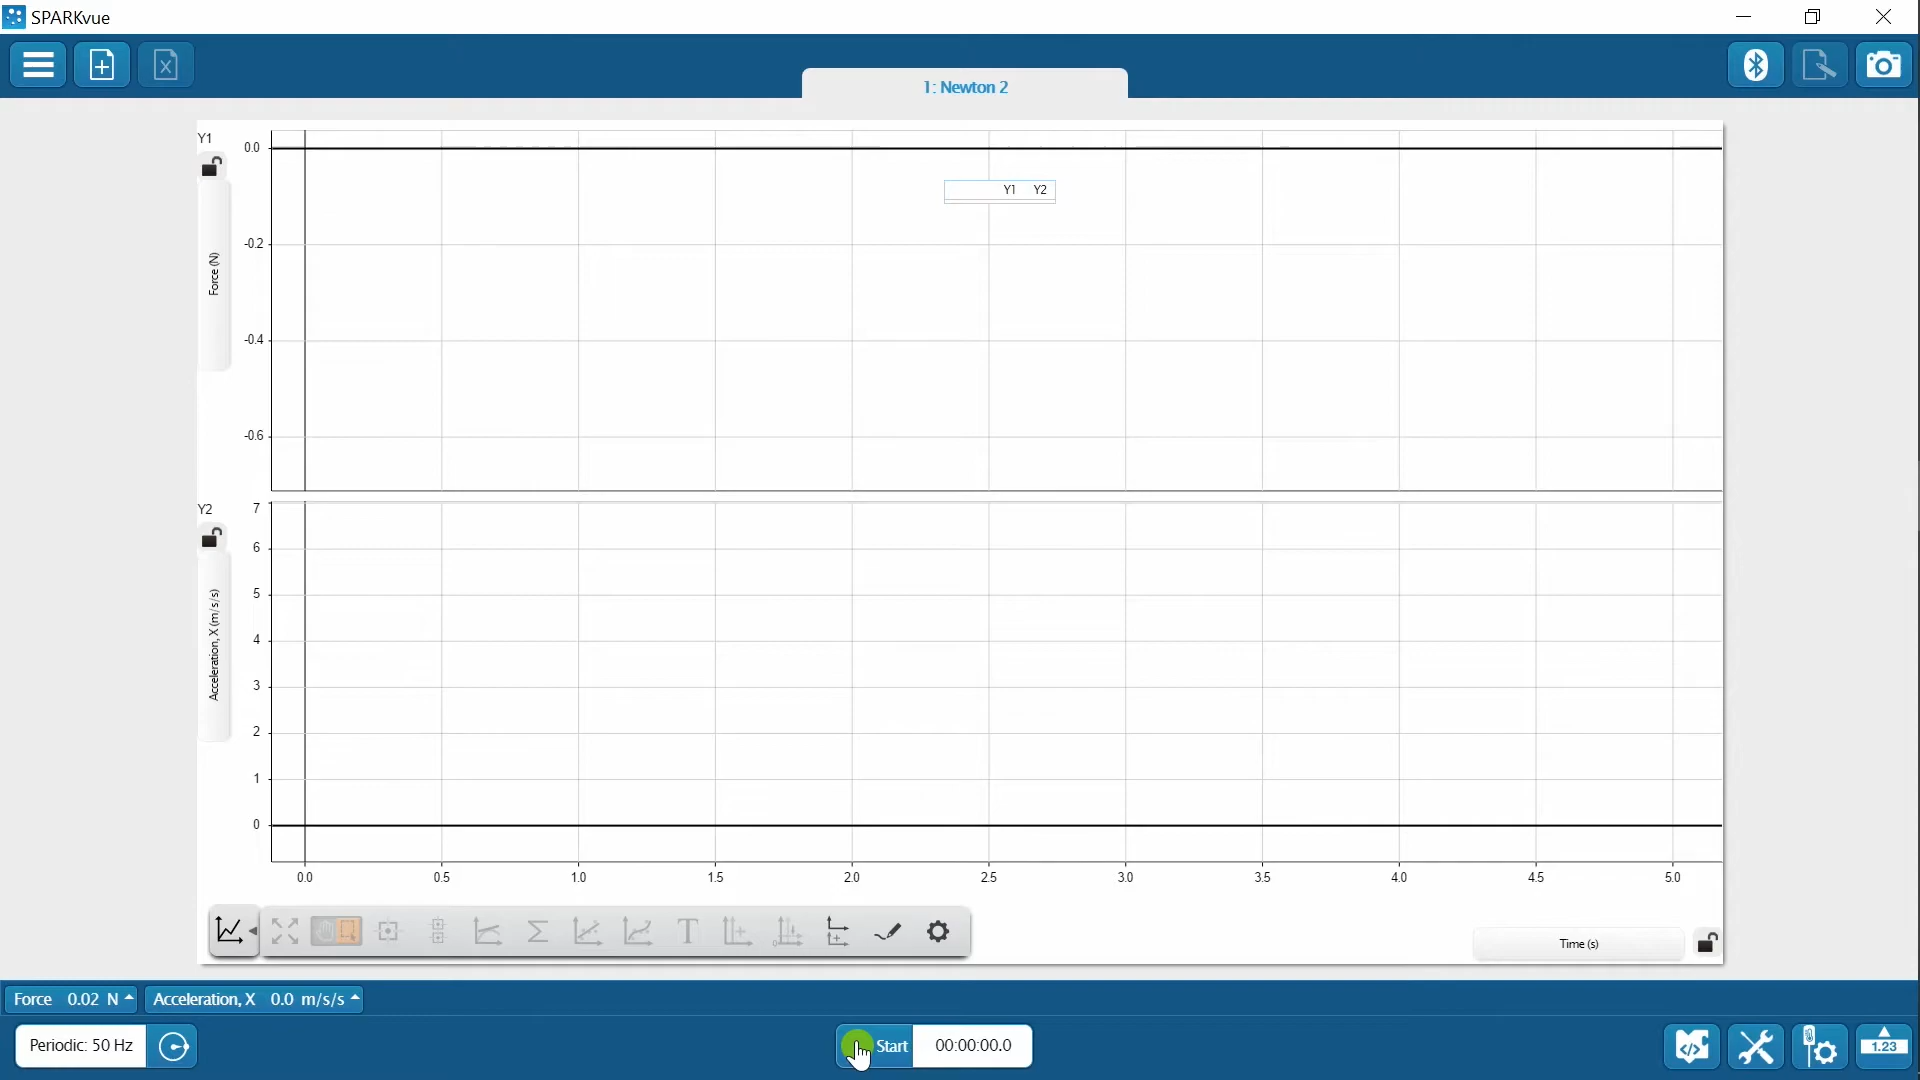 SPARKvue
1: Newton 2
Y1
0.0
-0.2
-0.4
-0.6
Force (N)
Y1 Y2
Y2
7
6
5
4
3
2
1
0
Acceleration, X (m/s/s)
0.0 0.5 1.0 1.5 2.0 2.5 3.0 3.5 4.0 4.5 5.0
T
Time (s)
Force 0.02 N
Acceleration, X 0.0 m/s/s
Periodic: 50 Hz
Start 00:00:00.0
1.23